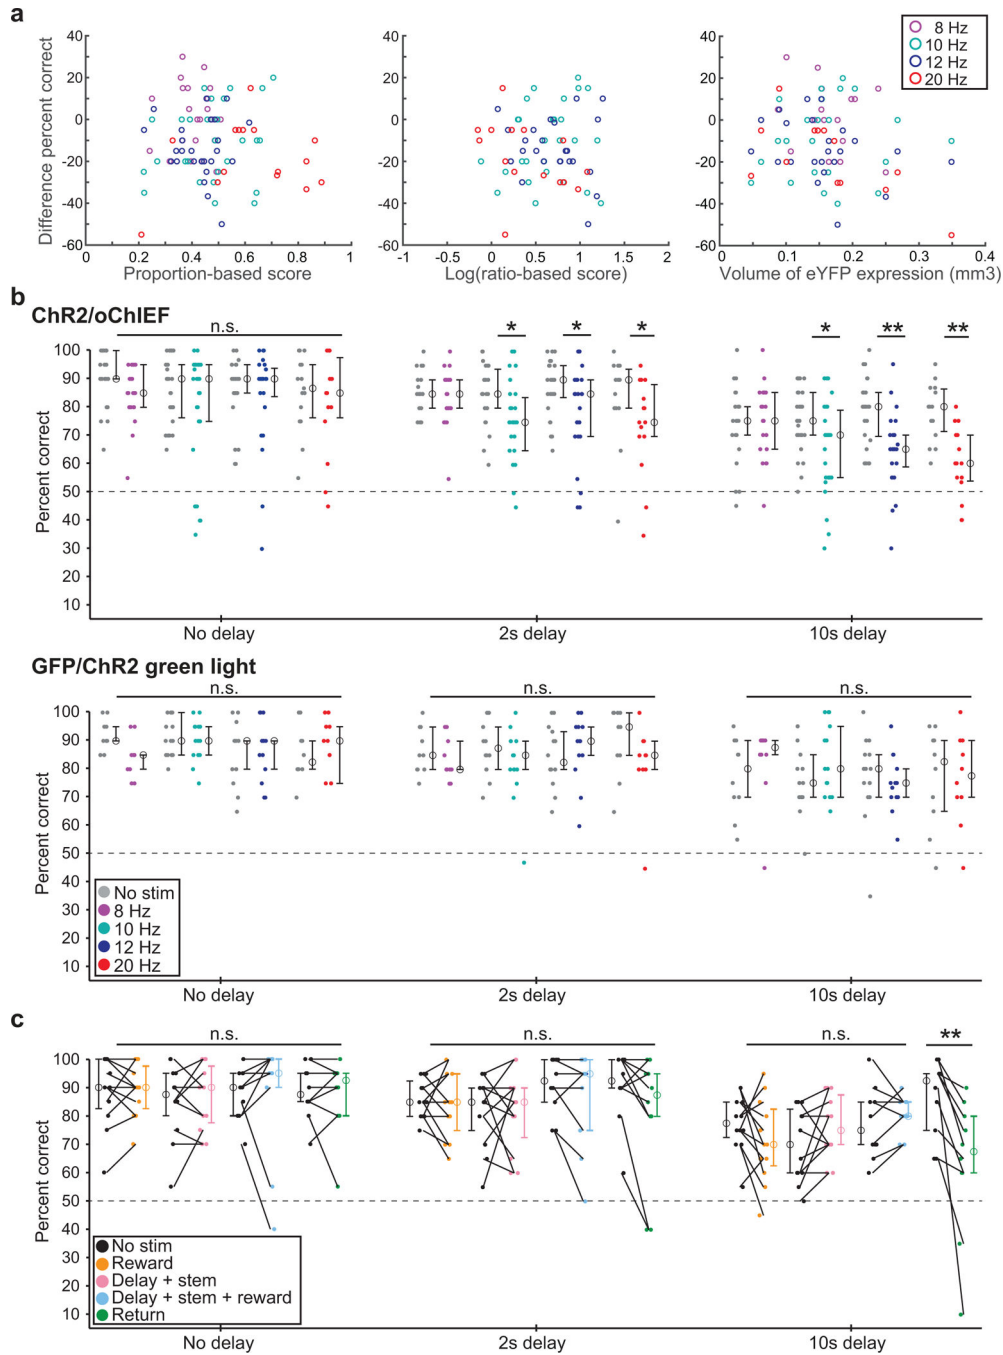 a
Difference percent correct
40
20
0
-20
-40
-60
0
0.2
0.4
0.6
0.8
1
Proportion-based score
40
20
0
-20
-40
-60
-1
-0.5
0
0.5
1
1.5
2
Log(ratio-based score)
40
20
0
-20
-40
-60
0
0.1
0.2
0.3
0.4
Volume of eYFP expression (mm3)
8 Hz
10 Hz
12 Hz
20 Hz
b
ChR2/oChIEF
n.s.
*
*
*
*
**
**
Percent correct
100
90
80
70
60
50
40
30
20
10
No delay
2s delay
10s delay
GFP/ChR2 green light
n.s.
n.s.
n.s.
Percent correct
100
90
80
70
60
50
40
30
20
10
No stim
8 Hz
10 Hz
12 Hz
20 Hz
No delay
2s delay
10s delay
c
n.s.
n.s.
n.s.
**
Percent correct
100
90
80
70
60
50
40
30
20
10
No stim
Reward
Delay + stem
Delay + stem + reward
Return
No delay
2s delay
10s delay